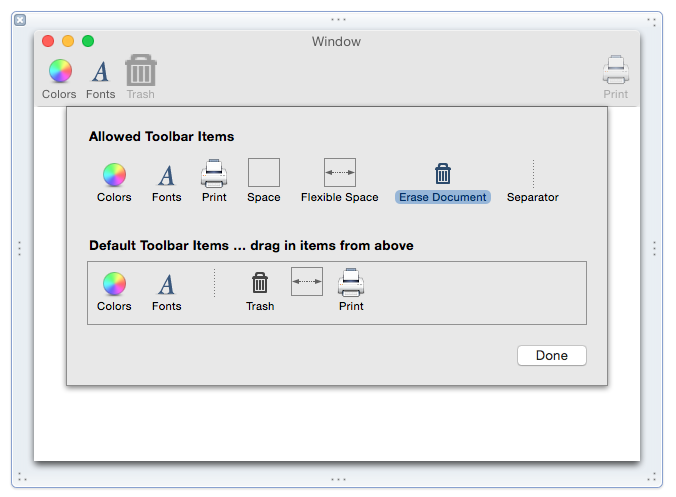 Window
Colors Fonts Trash Print
Allowed Toolbar Items
Colors Fonts Print Space Flexible Space Erase Document Separator
Default Toolbar Items ... drag in items from above
Colors Fonts Trash Print
Done